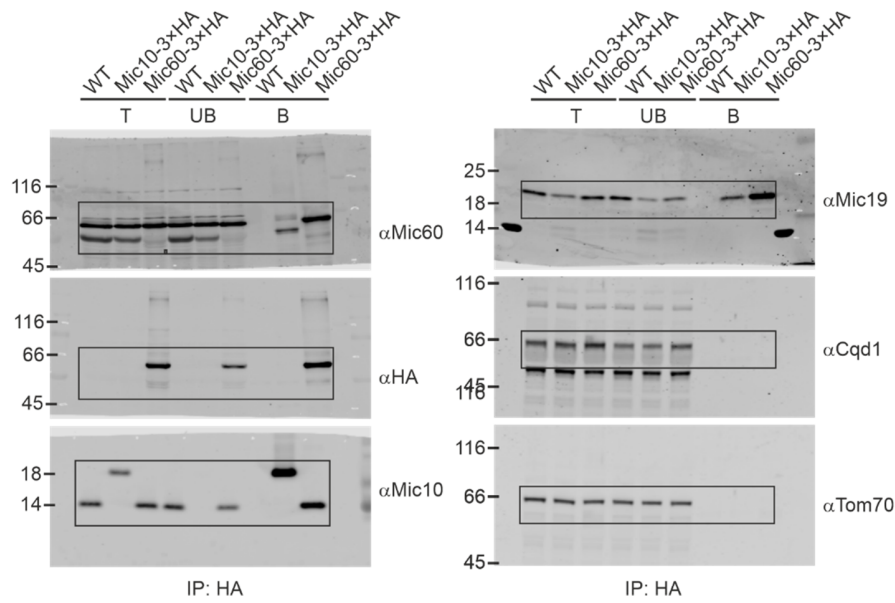 WT Mic10-3×HA Mic60-3×HA WT Mic10-3×HA Mic60-3×HA WT Mic10-3×HA Mic60-3×HA
T UB B
116
66
45
αMic60
116
66
45
αHA
18
14
αMic10
IP: HA
WT Mic10-3×HA Mic60-3×HA WT Mic10-3×HA Mic60-3×HA WT Mic10-3×HA Mic60-3×HA
T UB B
25
18
14
αMic19
116
66
45
αCqd1
116
116
66
45
αTom70
IP: HA